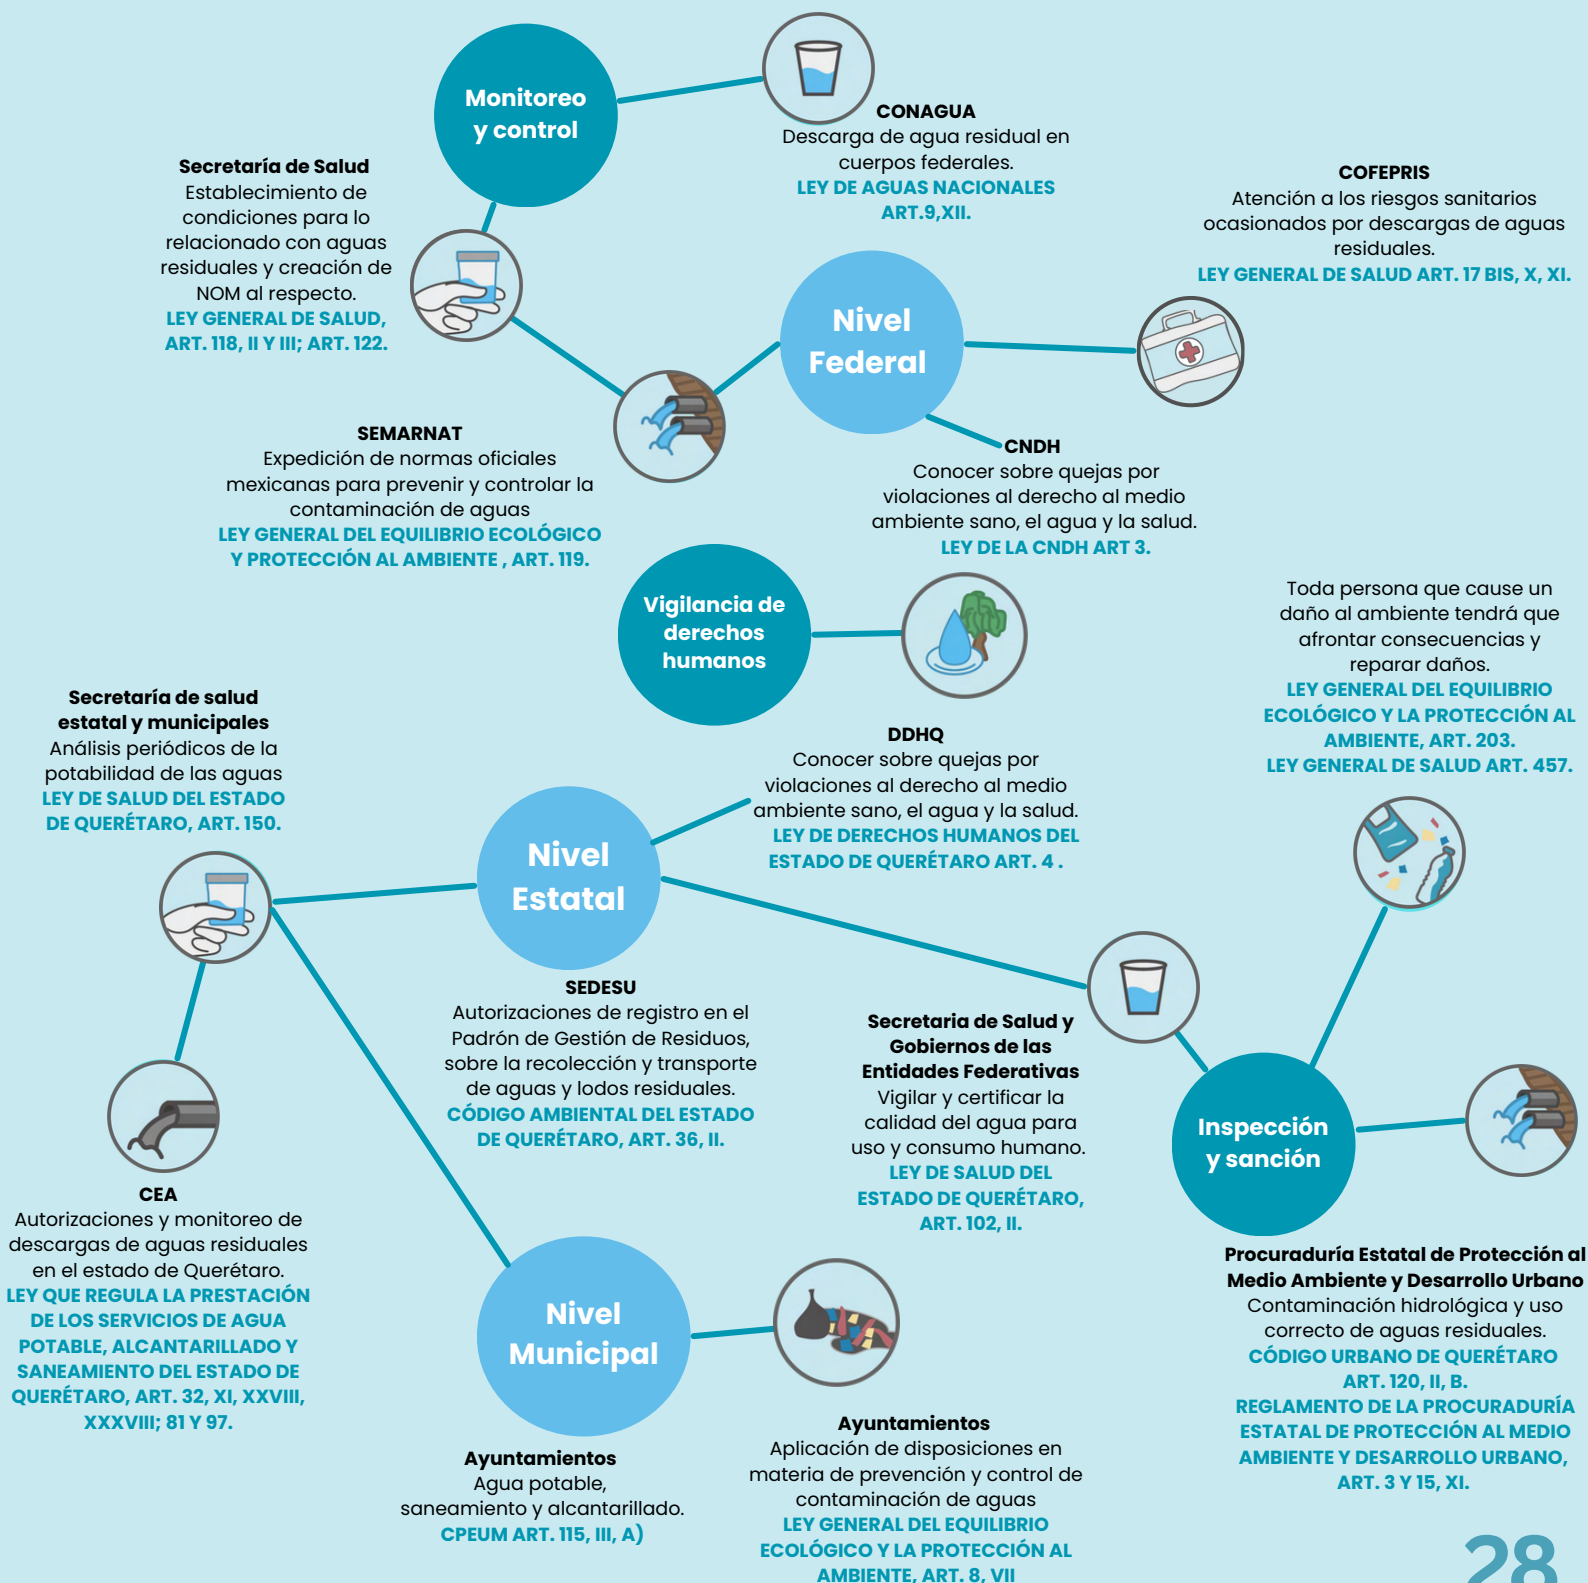 Monitoreo
y control
CONAGUA
Descarga de agua residual en
cuerpos federales.
LEY DE AGUAS NACIONALES
ART.9,XII.
Secretaría de Salud
Establecimiento de
condiciones para lo
relacionado con aguas
residuales y creación de
NOM al respecto.
LEY GENERAL DE SALUD,
ART. 118, II Y III; ART. 122.
COFEPRIS
Atención a los riesgos sanitarios
ocasionados por descargas de aguas
residuales.
LEY GENERAL DE SALUD ART. 17 BIS, X, XI.
Nivel
Federal
SEMARNAT
Expedición de normas oficiales
mexicanas para prevenir y controlar la
contaminación de aguas
LEY GENERAL DEL EQUILIBRIO ECOLÓGICO
Y PROTECCIÓN AL AMBIENTE , ART. 119.
CNDH
Conocer sobre quejas por
violaciones al derecho al medio
ambiente sano, el agua y la salud.
LEY DE LA CNDH ART 3.
Vigilancia de
derechos
humanos
Toda persona que cause un
daño al ambiente tendrá que
afrontar consecuencias y
reparar daños.
LEY GENERAL DEL EQUILIBRIO
ECOLÓGICO Y LA PROTECCIÓN AL
AMBIENTE, ART. 203.
LEY GENERAL DE SALUD ART. 457.
Secretaría de salud
estatal y municipales
Análisis periódicos de la
potabilidad de las aguas
LEY DE SALUD DEL ESTADO
DE QUERÉTARO, ART. 150.
DDHQ
Conocer sobre quejas por
violaciones al derecho al medio
ambiente sano, el agua y la salud.
LEY DE DERECHOS HUMANOS DEL
ESTADO DE QUERÉTARO ART. 4 .
Nivel
Estatal
SEDESU
Autorizaciones de registro en el
Padrón de Gestión de Residuos,
sobre la recolección y transporte
de aguas y lodos residuales.
CÓDIGO AMBIENTAL DEL ESTADO
DE QUERÉTARO, ART. 36, II.
Secretaria de Salud y
Gobiernos de las
Entidades Federativas
Vigilar y certificar la
calidad del agua para
uso y consumo humano.
LEY DE SALUD DEL
ESTADO DE QUERÉTARO,
ART. 102, II.
Inspección
y sanción
CEA
Autorizaciones y monitoreo de
descargas de aguas residuales
en el estado de Querétaro.
LEY QUE REGULA LA PRESTACIÓN
DE LOS SERVICIOS DE AGUA
POTABLE, ALCANTARILLADO Y
SANEAMIENTO DEL ESTADO DE
QUERÉTARO, ART. 32, XI, XXVIII,
XXXVIII; 81 Y 97.
Procuraduría Estatal de Protección al
Medio Ambiente y Desarrollo Urbano
Contaminación hidrológica y uso
correcto de aguas residuales.
CÓDIGO URBANO DE QUERÉTARO
ART. 120, II, B.
REGLAMENTO DE LA PROCURADURÍA
ESTATAL DE PROTECCIÓN AL MEDIO
AMBIENTE Y DESARROLLO URBANO,
ART. 3 Y 15, XI.
Nivel
Municipal
Ayuntamientos
Agua potable,
saneamiento y alcantarillado.
CPEUM ART. 115, III, A)
Ayuntamientos
Aplicación de disposiciones en
materia de prevención y control de
contaminación de aguas
LEY GENERAL DEL EQUILIBRIO
ECOLÓGICO Y LA PROTECCIÓN AL
AMBIENTE, ART. 8, VII
28